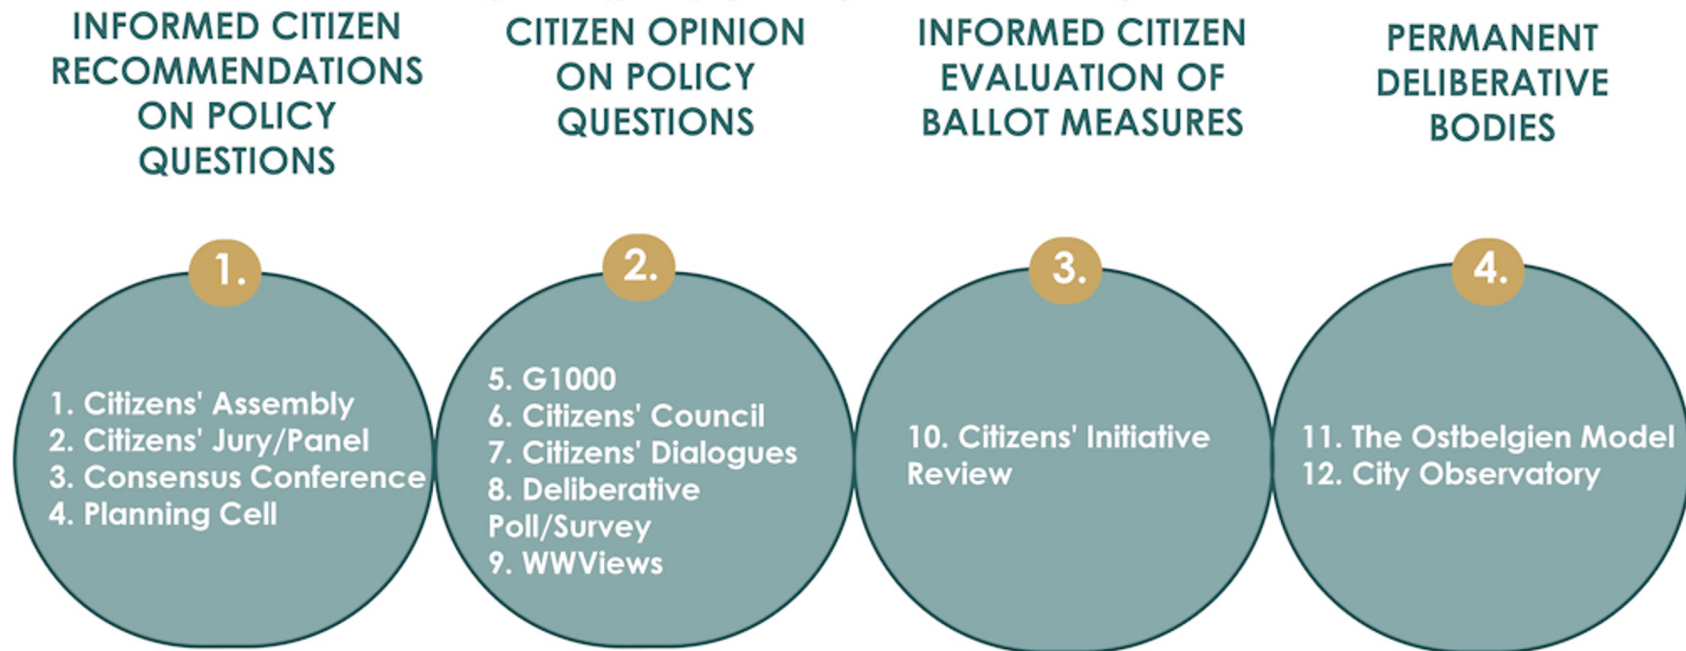 INFORMED CITIZEN
RECOMMENDATIONS
ON POLICY
QUESTIONS
CITIZEN OPINION
ON POLICY
QUESTIONS
INFORMED CITIZEN
EVALUATION OF
BALLOT MEASURES
PERMANENT
DELIBERATIVE
BODIES
1.
1. Citizens' Assembly
2. Citizens' Jury/Panel
3. Consensus Conference
4. Planning Cell
2.
5. G1000
6. Citizens' Council
7. Citizens' Dialogues
8. Deliberative
Poll/Survey
9. WWViews
3.
10. Citizens' Initiative
Review
4.
11. The Ostbelgien Model
12. City Observatory